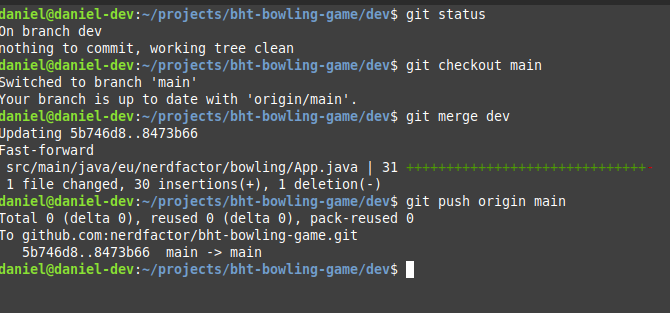 daniel@daniel-dev:~/projects/bht-bowling-game/dev$ git status
On branch dev
nothing to commit, working tree clean
daniel@daniel-dev:~/projects/bht-bowling-game/dev$ git checkout main
Switched to branch 'main'
Your branch is up to date with 'origin/main'.
daniel@daniel-dev:~/projects/bht-bowling-game/dev$ git merge dev
Updating 5b746d8..8473b66
Fast-forward
 src/main/java/eu/nerdfactor/bowling/App.java | 31 ++++++++++++++++++++++++++++++
 1 file changed, 30 insertions(+), 1 deletion(-)
daniel@daniel-dev:~/projects/bht-bowling-game/dev$ git push origin main
Total 0 (delta 0), reused 0 (delta 0), pack-reused 0
To github.com:nerdfactor/bht-bowling-game.git
   5b746d8..8473b66  main -> main
daniel@daniel-dev:~/projects/bht-bowling-game/dev$